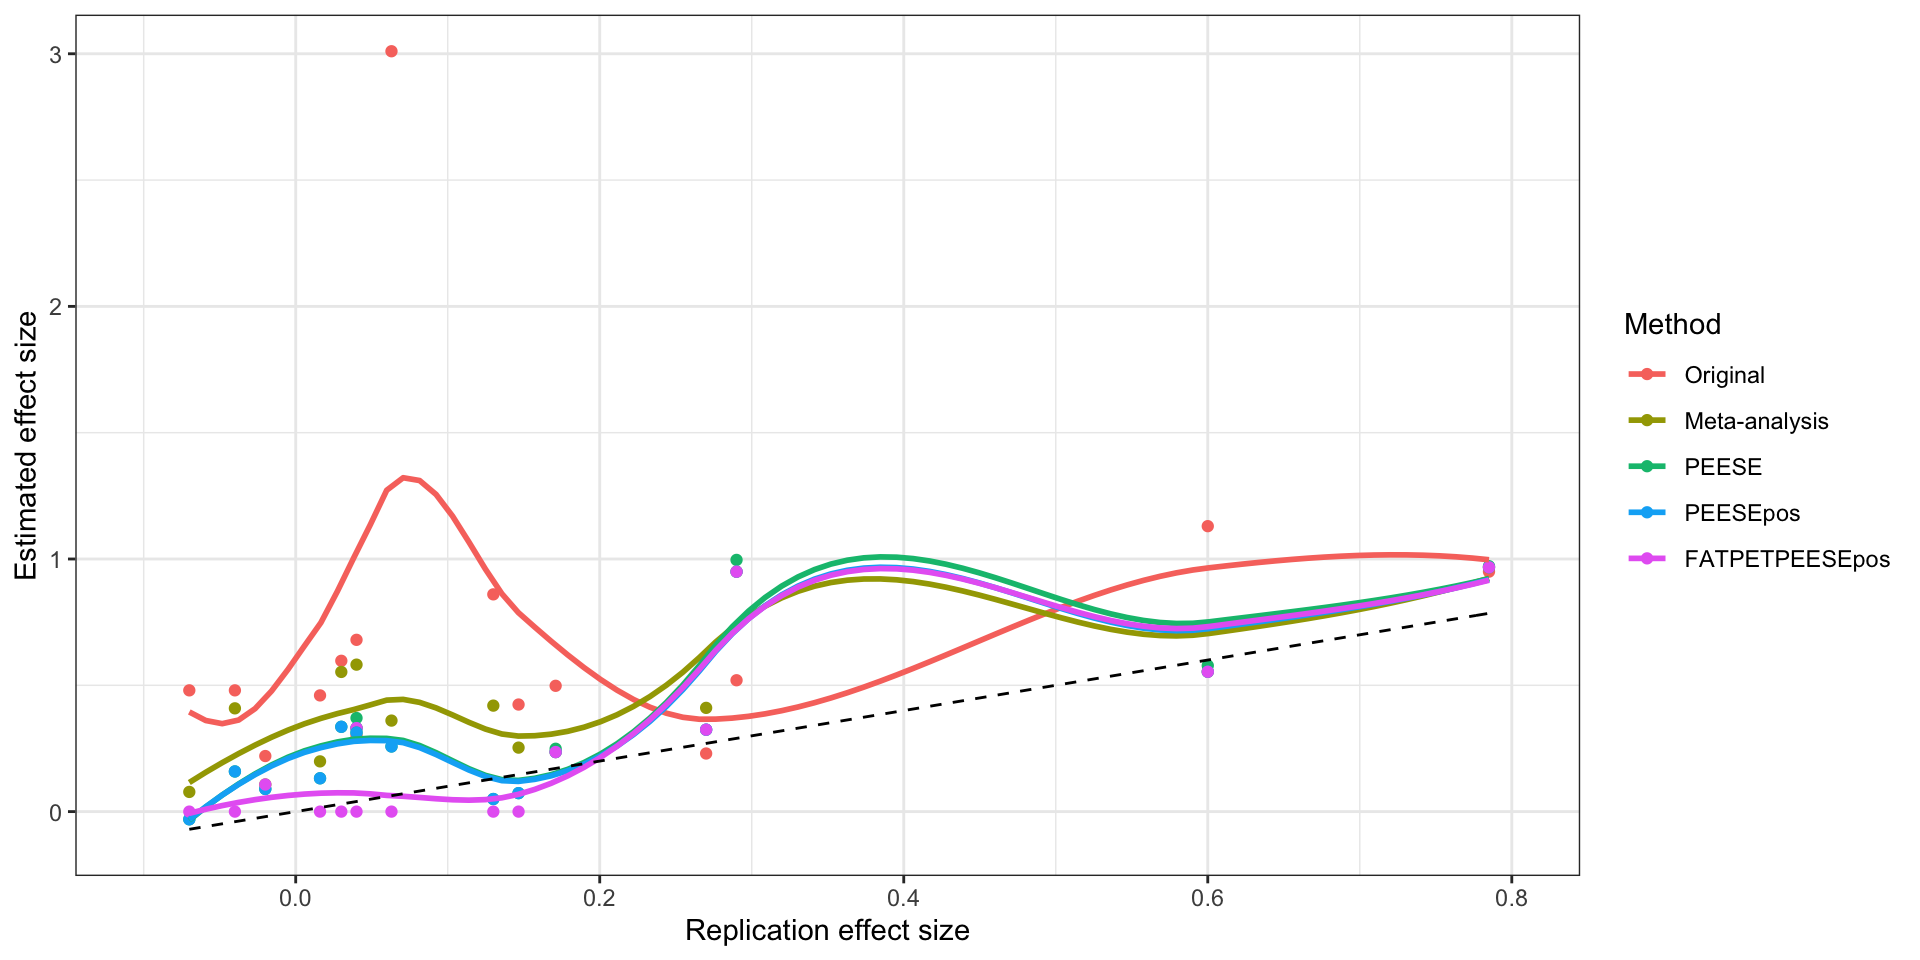 3
2
1
0
Estimated effect size
0.0
0.2
0.4
0.6
0.8
Replication effect size
Method
Original
Meta-analysis
PEESE
PEESEpos
FATPETPEESEpos